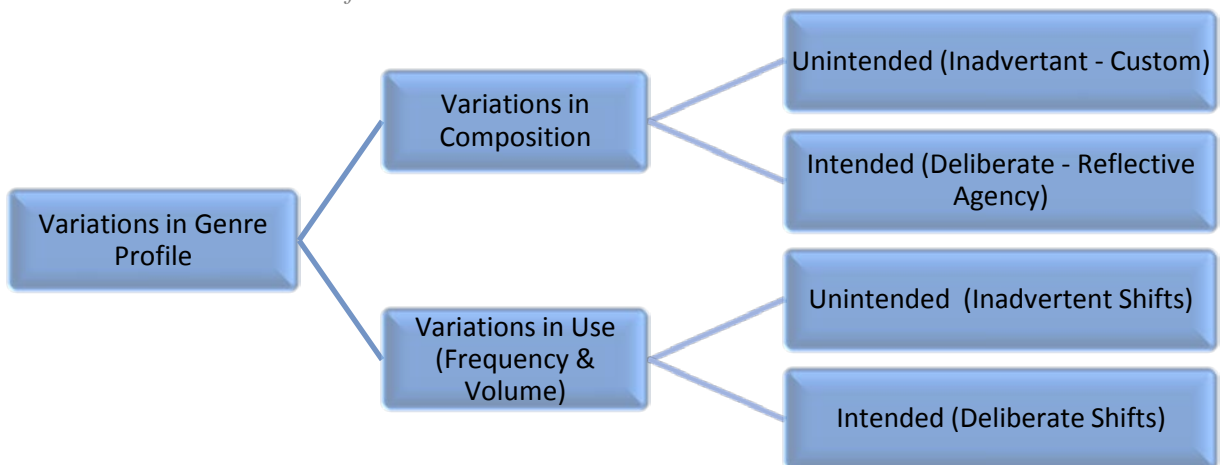 Unintended (Inadvertant - Custom)
Variations in
Composition
Intended (Deliberate - Reflective
Agency)
Variations in Genre
Profile
Unintended (Inadvertent Shifts)
Variations in Use
(Frequency &
Volume)
Intended (Deliberate Shifts)